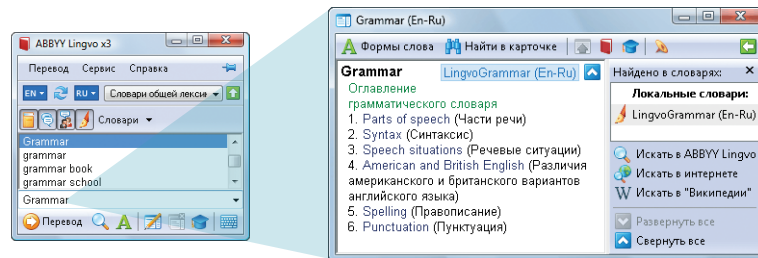 ABBYY Lingvo x3
Перевод Сервис Справка
EN RU Словари общей лекси
Словари
Grammar
grammar
grammar book
grammar school
Grammar
Перевод
Grammar (En-Ru)
Формы слова Найти в карточке
Grammar LingvoGrammar (En-Ru)
Оглавление
грамматического словаря
1. Parts of speech (Части речи)
2. Syntax (Синтаксис)
3. Speech situations (Речевые ситуации)
4. American and British English (Различия
американского и британского вариантов
английского языка)
5. Spelling (Правописание)
6. Punctuation (Пунктуация)
Найдено в словарях:
Локальные словари:
LingvoGrammar (En-Ru)
Искать в ABBYY Lingvo
Искать в интернете
W Искать в "Википедии"
Развернуть все
Свернуть все